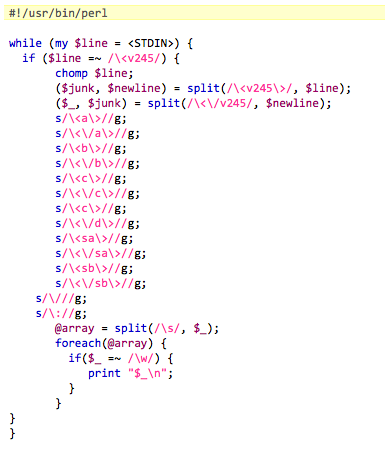 #!/usr/bin/perl

while (my $line = <STDIN>) {
  if ($line =~ /\<v245/) {
       chomp $line;
       ($junk, $newline) = split(/\<v245\>/, $line);
       ($_, $junk) = split(/\<\/v245/, $newline);
       s/\<a\>//g;
       s/\<\/a\>//g;
       s/\<b\>//g;
       s/\<\/b\>//g;
       s/\<c\>//g;
       s/\<\/c\>//g;
       s/\<c\>//g;
       s/\<\/d\>//g;
       s/\<sa\>//g;
       s/\<\/sa\>//g;
       s/\<sb\>//g;
       s/\<\/sb\>//g;
    s/\///g;
    s/\://g;
       @array = split(/\s/, $_);
       foreach(@array) {
         if($_ =~ /\w/) {
            print "$_\n";
         }
       }
}
}